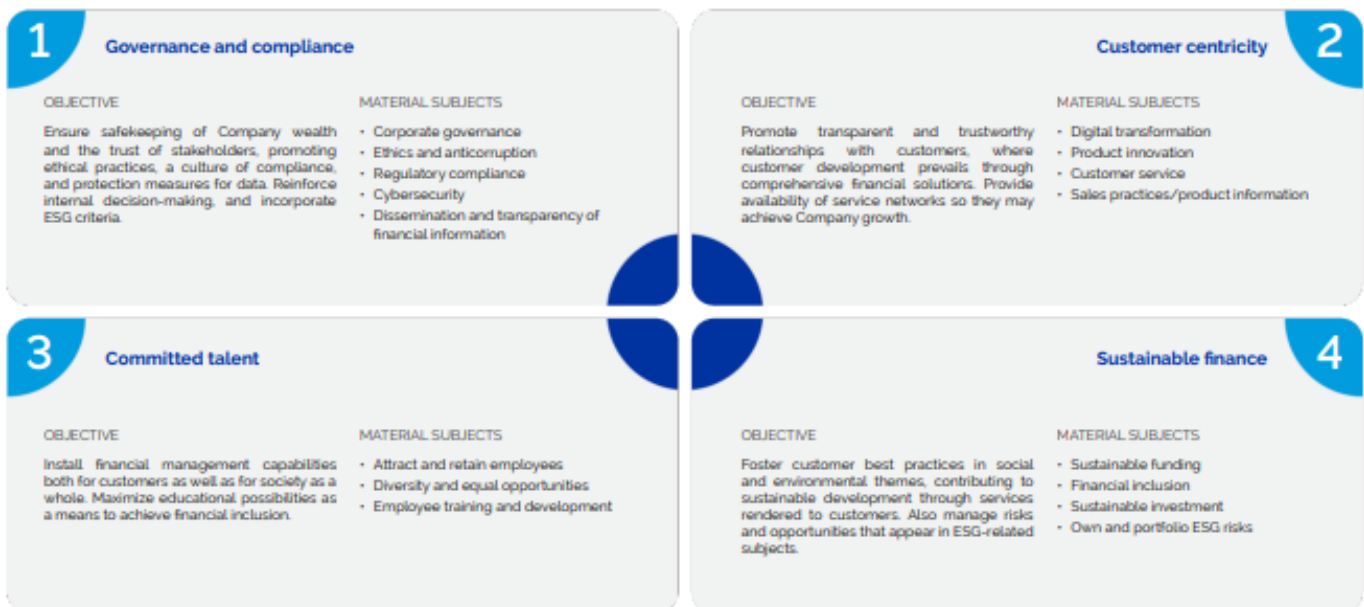 1
Governance and compliance
OBJECTIVE
Ensure safekeeping of Company wealth
and the trust of stakeholders, promoting
ethical practices, a culture of compliance,
and protection measures for data. Reinforce
internal decision-making, and incorporate
ESG criteria.
MATERIAL SUBJECTS
• Corporate governance
• Ethics and anticorruption
• Regulatory compliance
• Cybersecurity
• Dissemination and transparency of
financial information
Customer centricity
2
OBJECTIVE
Promote transparent and trustworthy
relationships with customers, where
customer development prevails through
comprehensive financial solutions. Provide
availability of service networks so they may
achieve Company growth.
MATERIAL SUBJECTS
• Digital transformation
• Product innovation
• Customer service
• Sales practices/product information
3
Committed talent
OBJECTIVE
Install financial management capabilities
both for customers as well as for society as a
whole. Maximize educational possibilities as
a means to achieve financial inclusion.
MATERIAL SUBJECTS
• Attract and retain employees
• Diversity and equal opportunities
• Employee training and development
Sustainable finance
4
OBJECTIVE
Foster customer best practices in social
and environmental themes, contributing to
sustainable development through services
rendered to customers. Also manage risks
and opportunities that appear in ESG-related
subjects.
MATERIAL SUBJECTS
• Sustainable funding
• Financial inclusion
• Sustainable investment
• Own and portfolio ESG risks